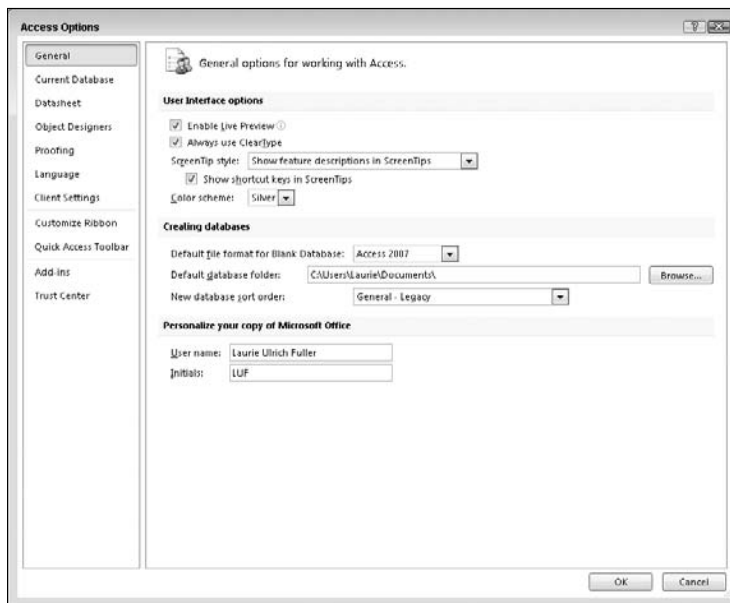 Access Options
General
Current Database
Datasheet
Object Designers
Proofing
Language
Client Settings
Customize Ribbon
Quick Access Toolbar
Add-ins
Trust Center
General options for working with Access.
User Interface options
Enable Live Preview
Always use ClearType
ScreenTip style: Show feature descriptions in ScreenTips
Show shortcut keys in ScreenTips
Color scheme: Silver
Creating databases
Default file format for Blank Database: Access 2007
Default database folder: C:\Users\Laurie\Documents\ Browse...
New database sort order: General - Legacy
Personalize your copy of Microsoft Office
User name: Laurie Ulrich Fuller
Initials: LUF
OK Cancel